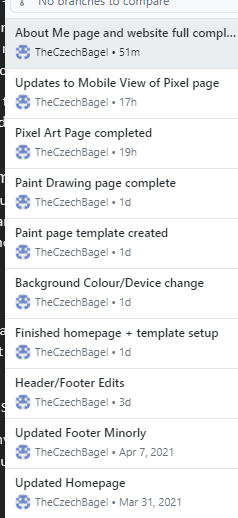 No branches to compare
About Me page and website full compl...
TheCzechBagel • 51m
Updates to Mobile View of Pixel page
TheCzechBagel • 17h
Pixel Art Page completed
TheCzechBagel • 19h
Paint Drawing page complete
TheCzechBagel • 1d
Paint page template created
TheCzechBagel • 1d
Background Colour/Device change
TheCzechBagel • 1d
Finished homepage + template setup
TheCzechBagel • 1d
Header/Footer Edits
TheCzechBagel • 3d
Updated Footer Minorly
TheCzechBagel • Apr 7, 2021
Updated Homepage
TheCzechBagel • Mar 31, 2021